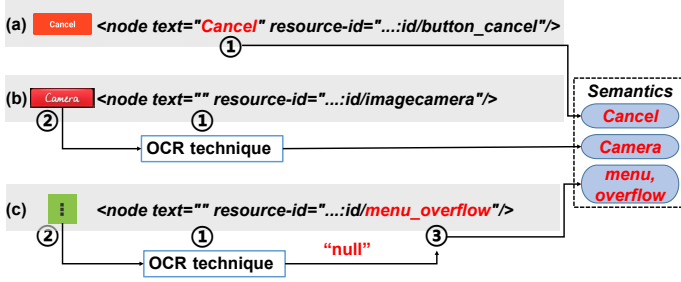 (a) Cancel <node text="Cancel" resource-id="...:id/button_cancel"/>
①
(b) Camera <node text="" resource-id="...:id/imagecamera"/>
② ①
OCR technique
(c) <node text="" resource-id="...:id/menu_overflow"/>
② ① ③
OCR technique
“null”
Semantics
Cancel
Camera
menu,
overflow